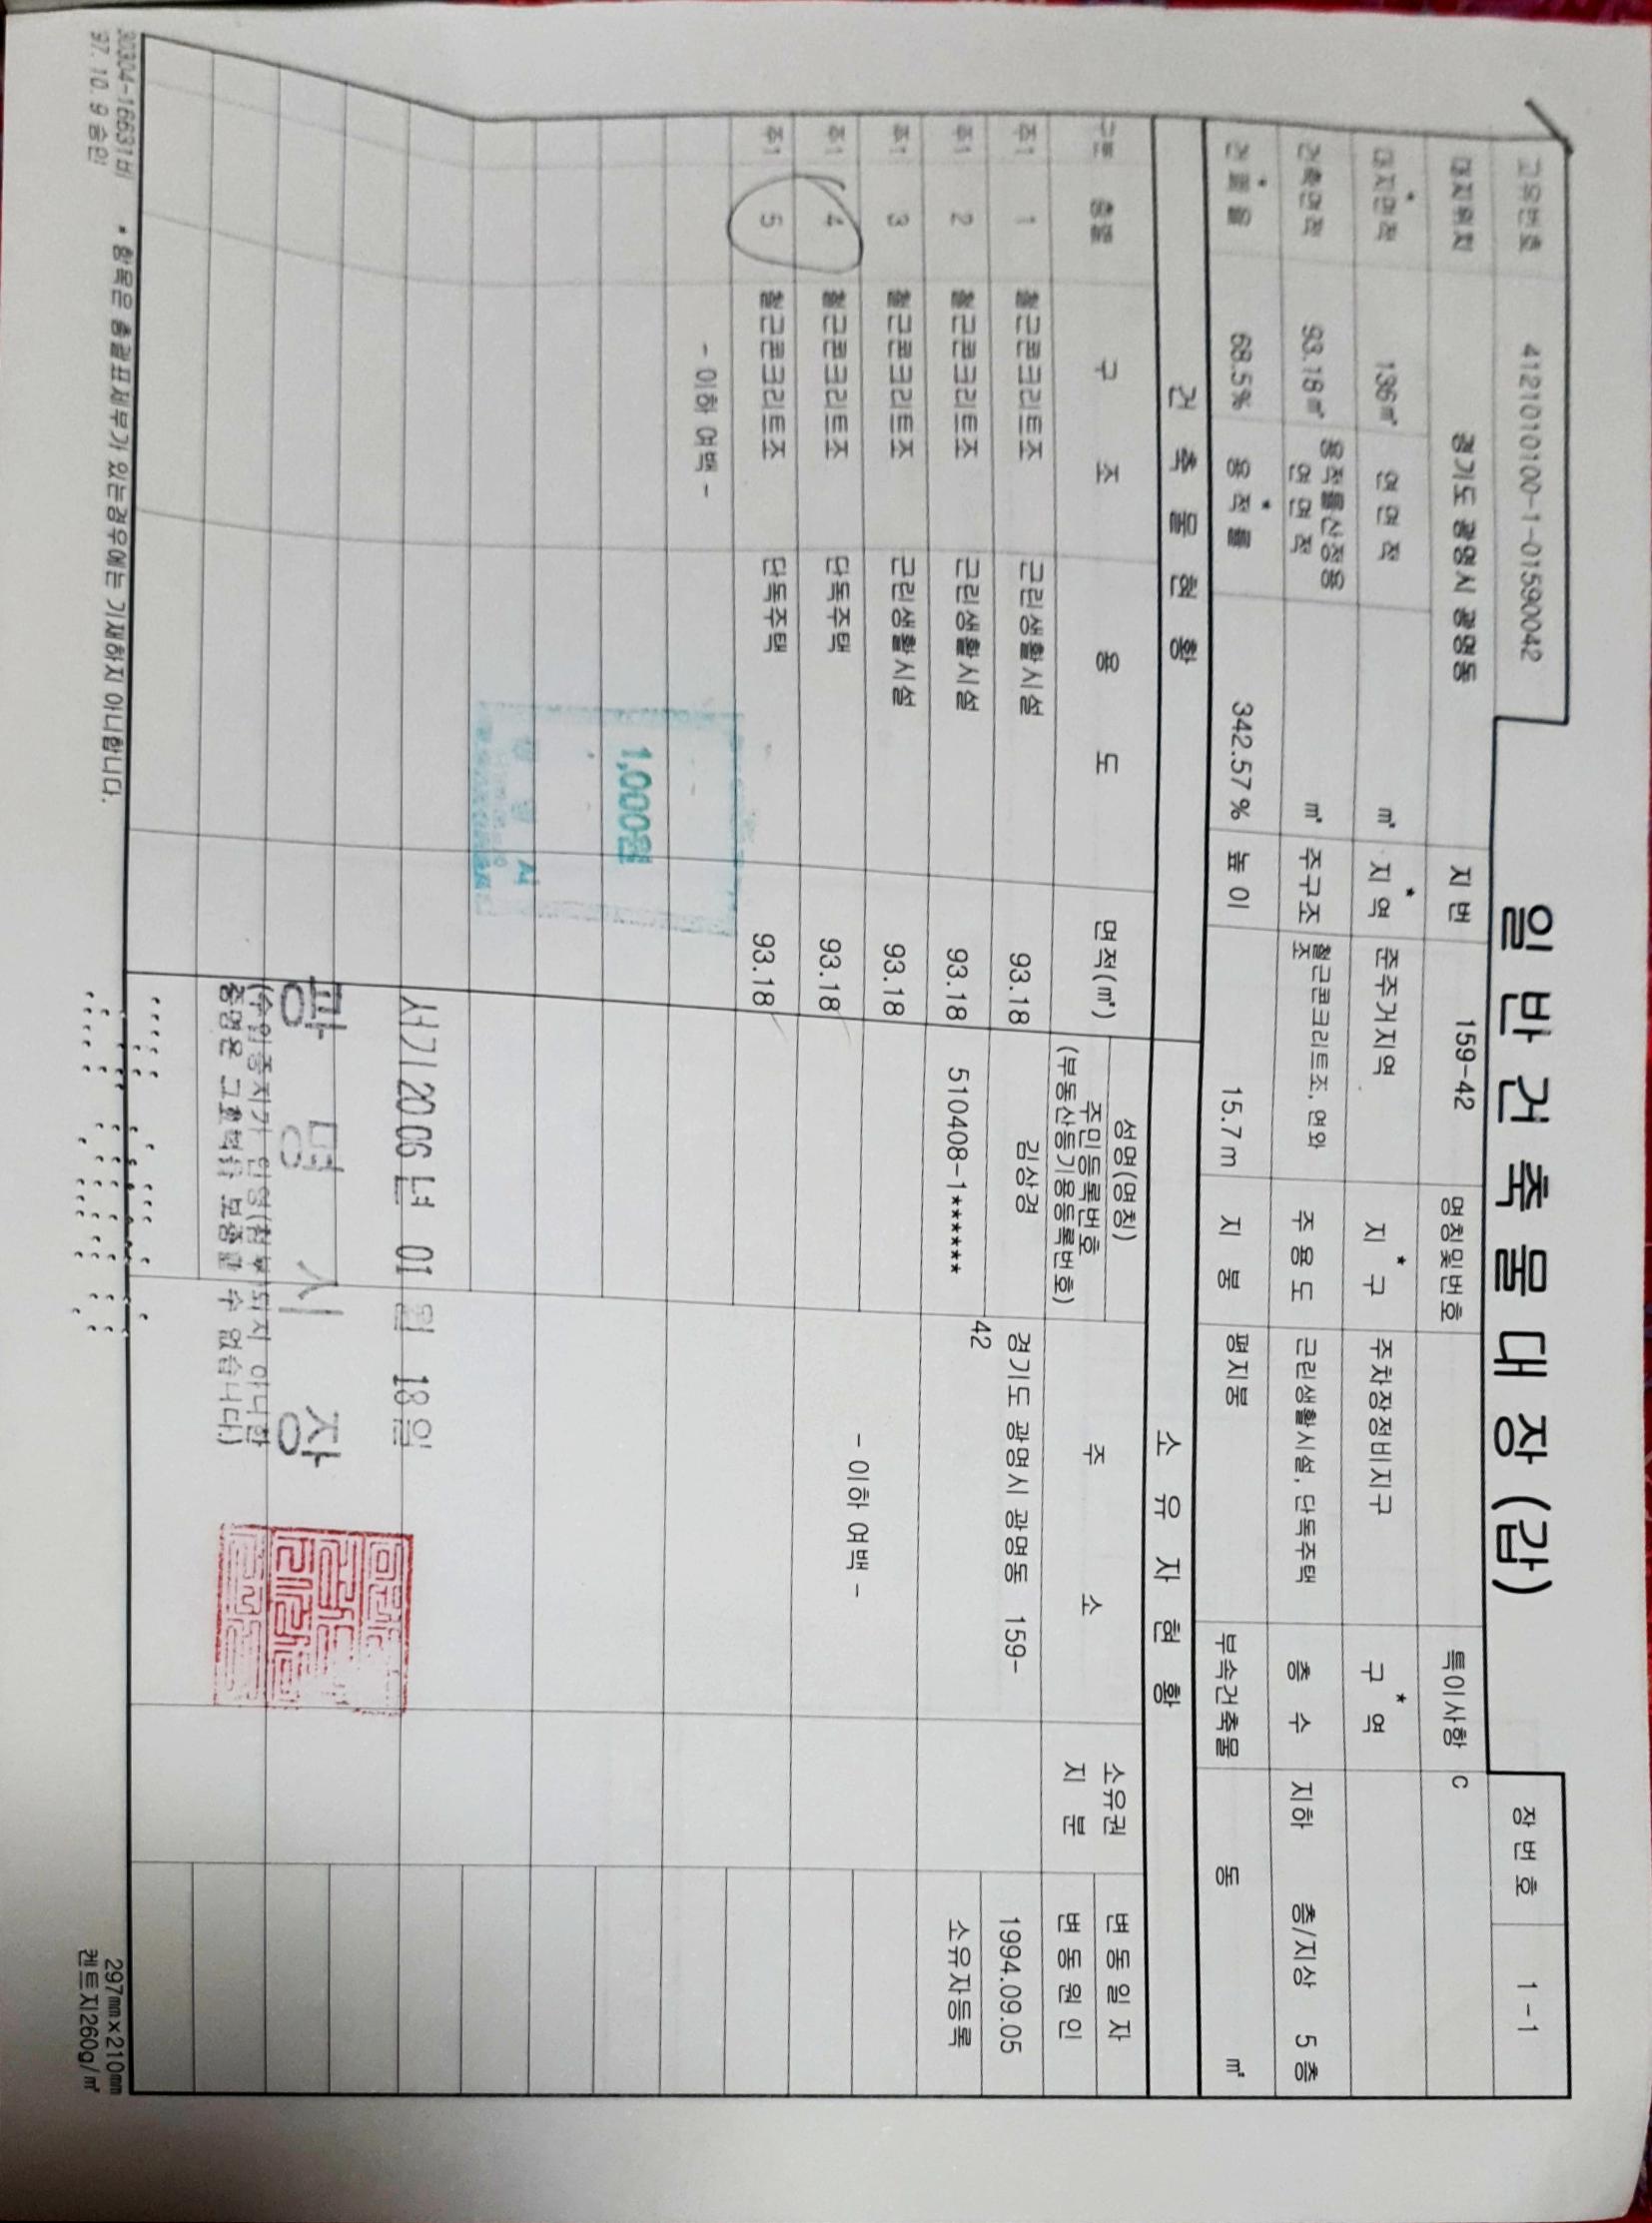 일 반 건 축 물 대 장 (갑)
장 번 호 1 - 1
고유번호 4121010100-1-01590042
대지위치 경기도 광명시 광명동 지 번 159-42 명칭및번호 특이사항 C
*대지면적 136㎡ 연 면 적 ㎡ *지 역 준주거지역 *지 구 주차장정비지구 *구 역
건축면적 93.18㎡ 용적률산정용 연 면 적 ㎡ 주구조 철근콘크리트조, 연와조 주 용 도 근린생활시설, 단독주택 층 수 지하 층/지상 5 층
*건 폐 율 68.5% *용 적 률 342.57 % 높 이 15.7 m 지 붕 평지붕 부속건축물 동 ㎡
건 축 물 현 황
소 유 자 현 황
구분 층별 구 조 용 도 면적(㎡)
성명(명칭)
주민등록번호
(부동산등기용등록번호)
주 소
소유권
지 분
변 동 일 자
변 동 원 인
주1 1 철근콘크리트조 근린생활시설 93.18
주1 2 철근콘크리트조 근린생활시설 93.18
주1 3 철근콘크리트조 근린생활시설 93.18
주1 4 철근콘크리트조 단독주택 93.18
주1 5 철근콘크리트조 단독주택 93.18
- 이하 여백 -
김상경 경기도 광명시 광명동 159-
42
1994.09.05
510408-1****** 소유자등록
- 이하 여백 -
1,000원
서기2006년 01월 18일
광 명 시 장
(수입증지가 인영(첨부)되지 아니한
증명은 그효력을 보증할 수 없습니다.)
30304-16631비
97. 10. 9 승인
* 항목은 총괄표제부가 있는경우에는 기재하지 아니합니다.
297㎜×210㎜
켄트지260g/㎡